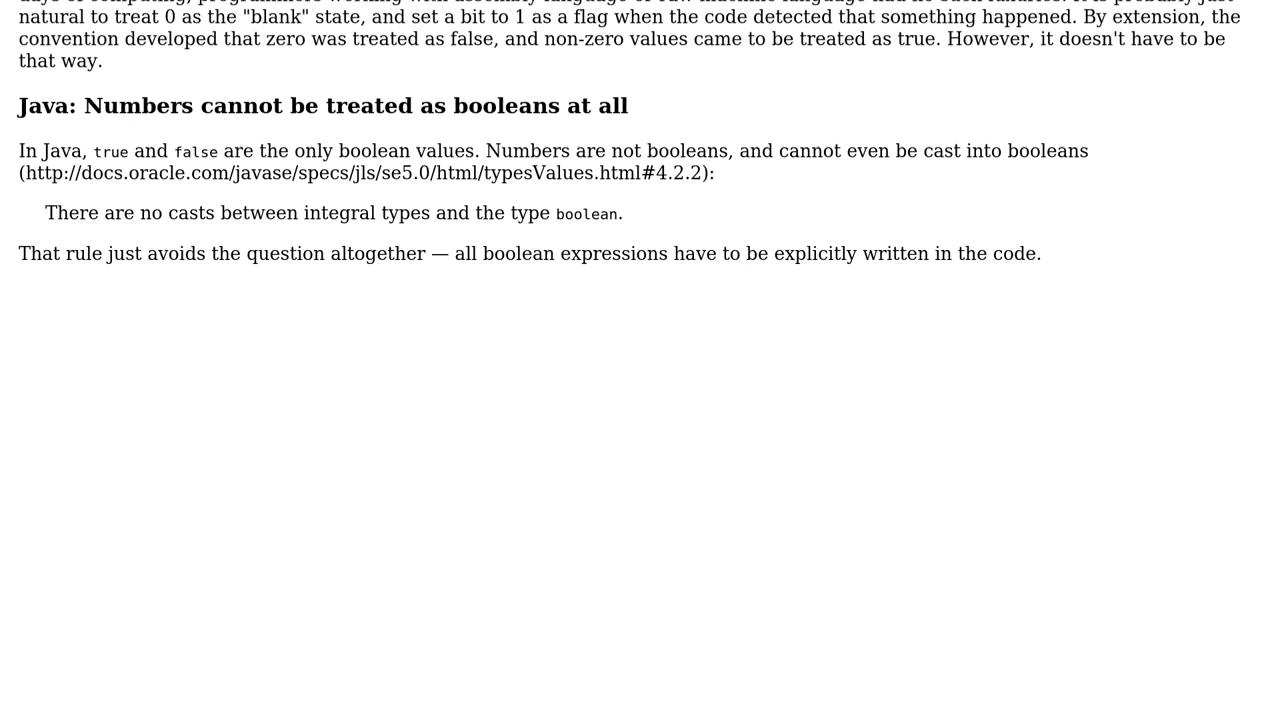 natural to treat 0 as the "blank" state, and set a bit to 1 as a flag when the code detected that something happened. By extension, the
convention developed that zero was treated as false, and non-zero values came to be treated as true. However, it doesn't have to be
that way.
Java: Numbers cannot be treated as booleans at all
In Java, true and false are the only boolean values. Numbers are not booleans, and cannot even be cast into booleans
(http://docs.oracle.com/javase/specs/jls/se5.0/html/typesValues.html#4.2.2):
There are no casts between integral types and the type boolean.
That rule just avoids the question altogether — all boolean expressions have to be explicitly written in the code.